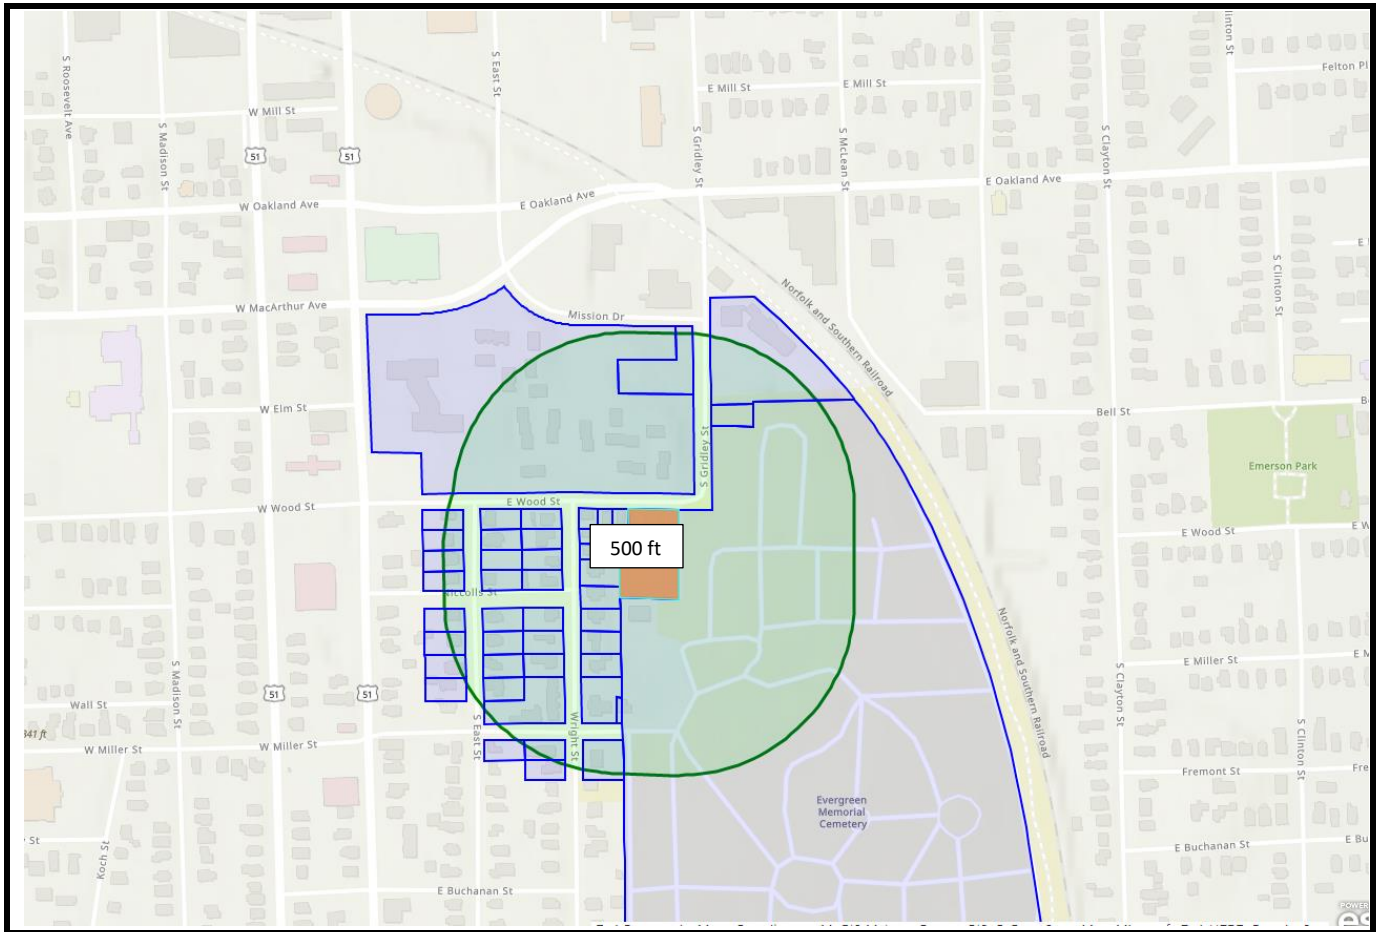 S Roosevelt Ave
S Madison St
W Mill St
51
51
S East St
S Gridley St
E Mill St
E Mill St
S McLean St
S Clayton St
Felton Pl
E Oakland Ave
W Oakland Ave
E Oakland Ave
W MacArthur Ave
Mission Dr
Norfolk and Southern Railroad
S Clinton St
W Elm St
Bell St
S Gridley St
Emerson Park
W Wood St
E Wood St
E Wood St
500 ft
Norfolk and Southern Railroad
S Madison St
E Miller St
S Clayton St
51
51
Wall St
W Miller St
W Miller St
S East St
Wright St
S Clinton St
Fremont St
Evergreen
Memorial
Cemetery
St
Koch St
E Buchanan St
E Buchanan St
POWER